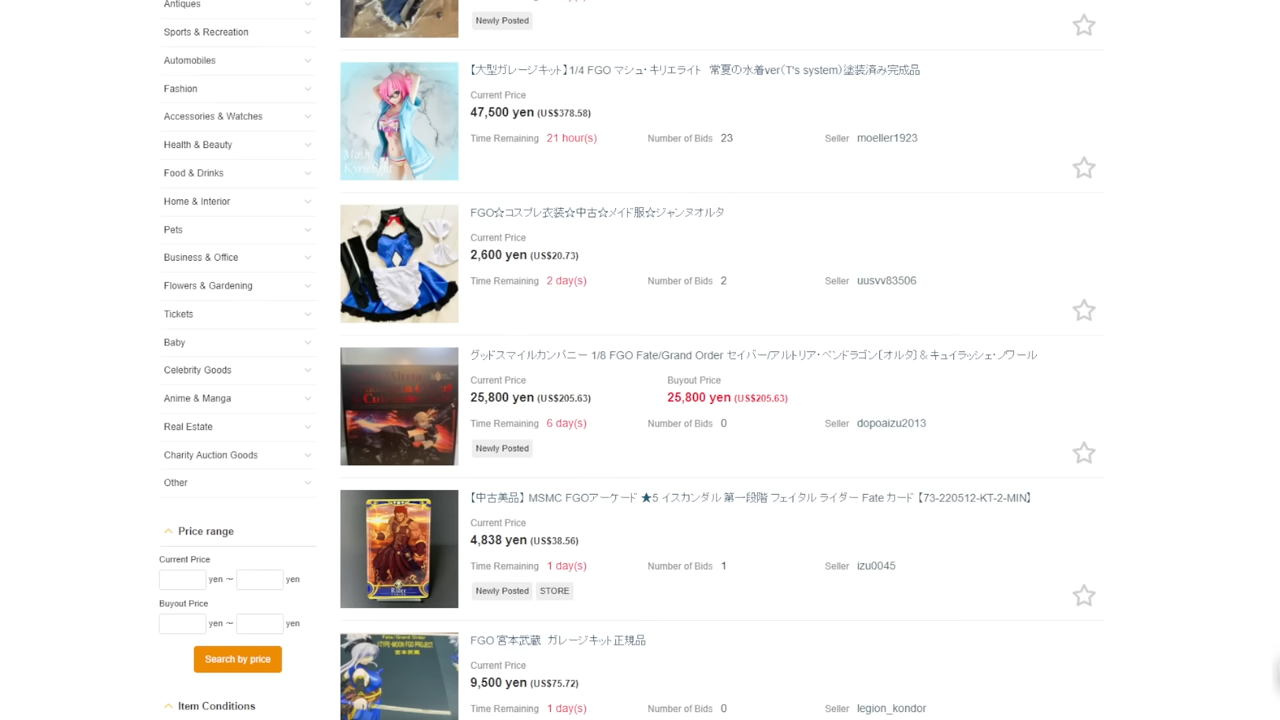 Antiques
Sports & Recreation
Automobiles
Fashion
Accessories & Watches
Health & Beauty
Food & Drinks
Home & Interior
Pets
Business & Office
Flowers & Gardening
Tickets
Baby
Celebrity Goods
Anime & Manga
Real Estate
Charity Auction Goods
Other
Price range
Current Price
yen ～ yen
Buyout Price
yen ～ yen
Search by price
Item Conditions
Newly Posted
【大型ガレージキット】1/4 FGO マシュ・キリエライト 常夏の水着ver（T's system）塗装済み完成品
Current Price
47,500 yen (US$378.58)
Time Remaining 21 hour(s) Number of Bids 23 Seller moeller1923
FGO☆コスプレ衣装☆中古☆メイド服☆ジャンヌオルタ
Current Price
2,600 yen (US$20.73)
Time Remaining 2 day(s) Number of Bids 2 Seller uusvv83506
グッドスマイルカンパニー 1/8 FGO Fate/Grand Order セイバー/アルトリア・ペンドラゴン〔オルタ〕 & キュイラッシェ・ノワール
Current Price Buyout Price
25,800 yen (US$205.63) 25,800 yen (US$205.63)
Time Remaining 6 day(s) Number of Bids 0 Seller dopoaizu2013
Newly Posted
【中古美品】 MSMC FGOアーケード ★5 イスカンダル 第一段階 フェイタル ライダー Fate カード 【73-220512-KT-2-MIN】
Current Price
4,838 yen (US$38.56)
Time Remaining 1 day(s) Number of Bids 1 Seller izu0045
Newly Posted STORE
Rider
FGO 宮本武蔵 ガレージキット正規品
Current Price
9,500 yen (US$75.72)
Time Remaining 1 day(s) Number of Bids 0 Seller legion_kondor
TYPE-MOON FGO PROJECT
宮本武蔵